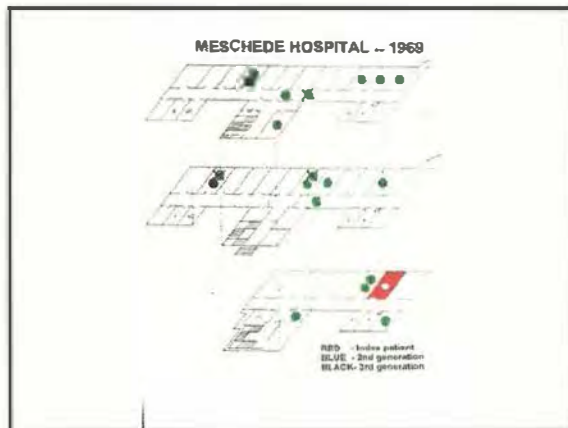 MESCHEDE HOSPITAL -- 1969
RED - Index patient
BLUE - 2nd generation
BLACK- 3rd generation